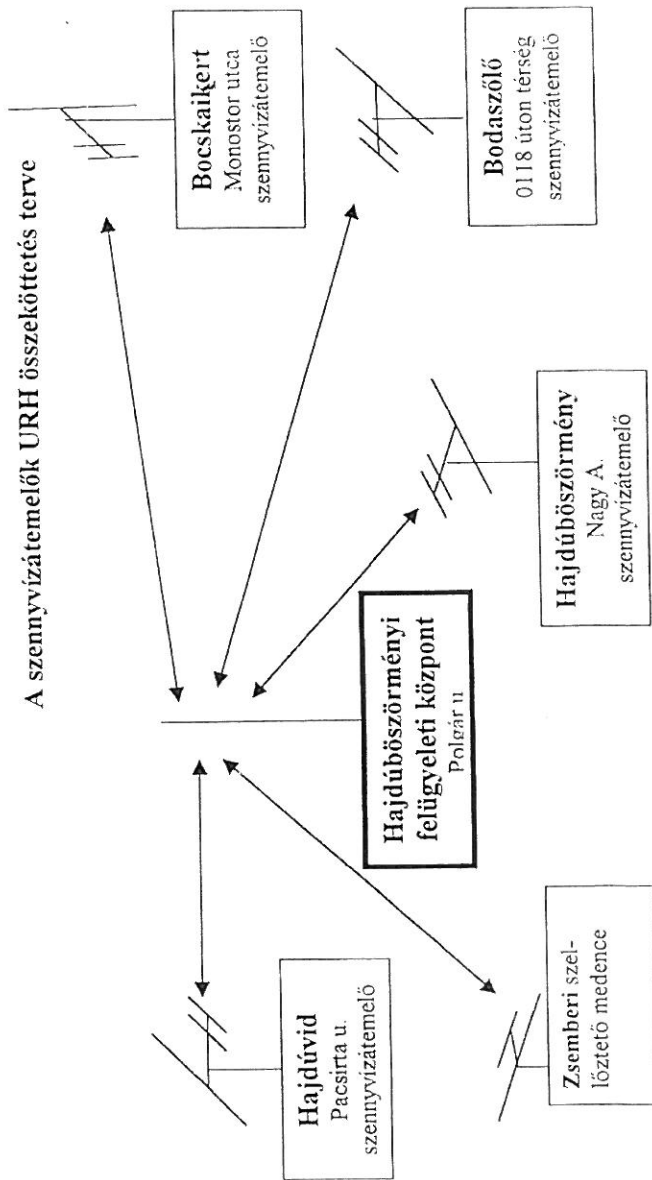 A szennyvízátemelők URH összeköttetés terve
Bocskaikert
Monostor utca
szennyvízátemelő
Bodaszőlő
0118 úton térség
szennyvízátemelő
Hajdúböszörmény
Nagy A.
szennyvízátemelő
Hajdúböszörményi
felügyeleti központ
Polgár u
Hajdúvid
Pacsirta u.
szennyvízátemelő
Zsemberi szel-
lőztető medence